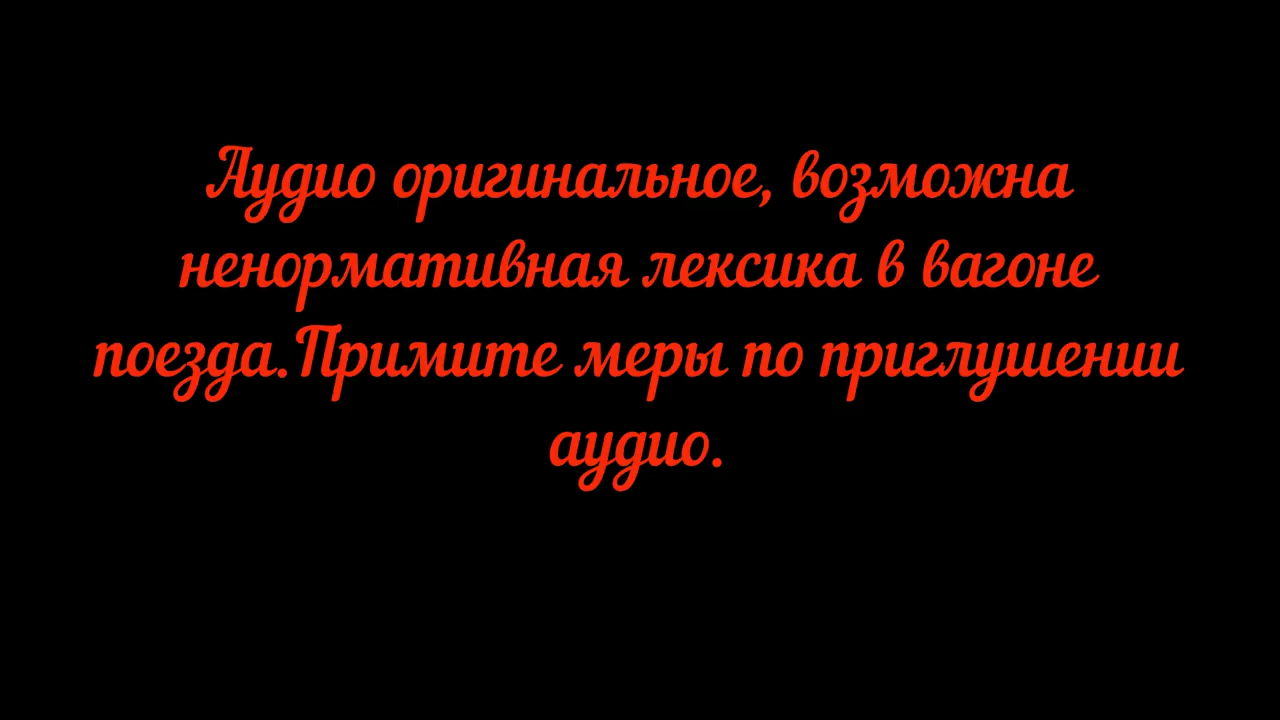 Аудио оригинальное, возможна
ненормативная лексика в вагоне
поезда.Примите меры по приглушении
аудио.